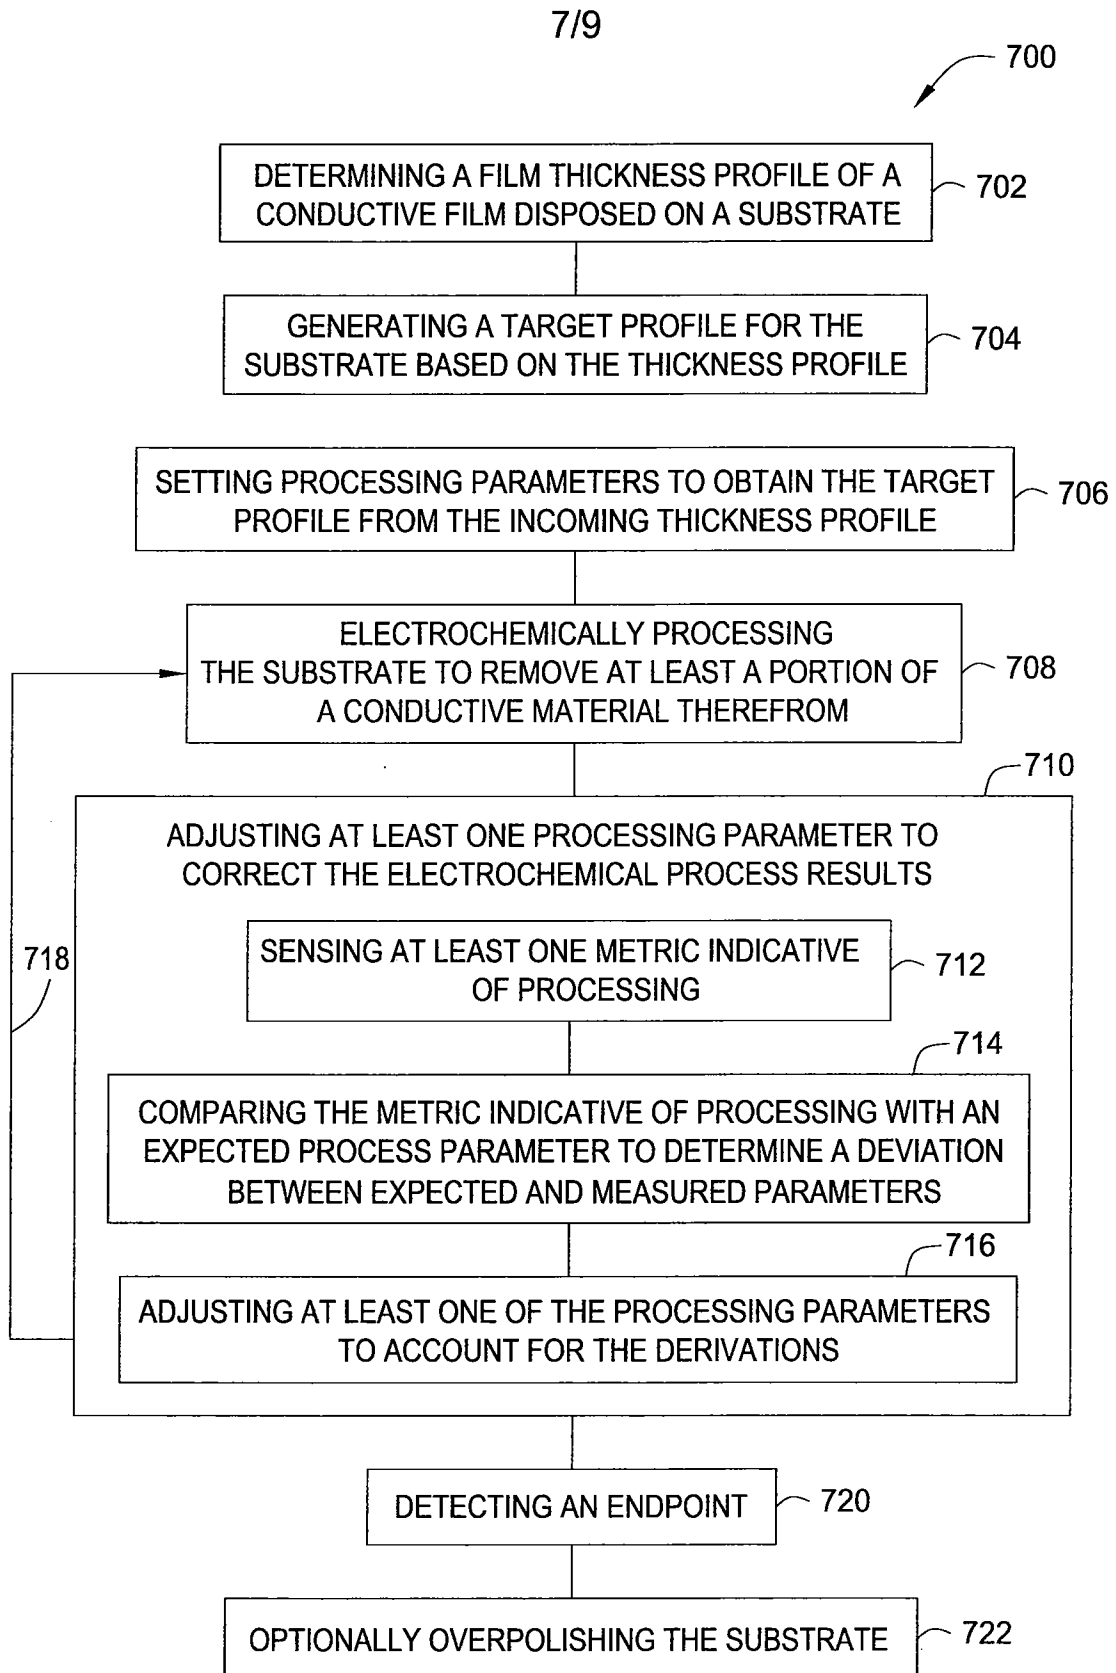 7/9
700
DETERMINING A FILM THICKNESS PROFILE OF A
CONDUCTIVE FILM DISPOSED ON A SUBSTRATE
702
GENERATING A TARGET PROFILE FOR THE
SUBSTRATE BASED ON THE THICKNESS PROFILE
704
SETTING PROCESSING PARAMETERS TO OBTAIN THE TARGET
PROFILE FROM THE INCOMING THICKNESS PROFILE
706
ELECTROCHEMICALLY PROCESSING
THE SUBSTRATE TO REMOVE AT LEAST A PORTION OF
A CONDUCTIVE MATERIAL THEREFROM
708
710
ADJUSTING AT LEAST ONE PROCESSING PARAMETER TO
CORRECT THE ELECTROCHEMICAL PROCESS RESULTS
718
SENSING AT LEAST ONE METRIC INDICATIVE
OF PROCESSING
712
714
COMPARING THE METRIC INDICATIVE OF PROCESSING WITH AN
EXPECTED PROCESS PARAMETER TO DETERMINE A DEVIATION
BETWEEN EXPECTED AND MEASURED PARAMETERS
716
ADJUSTING AT LEAST ONE OF THE PROCESSING PARAMETERS
TO ACCOUNT FOR THE DERIVATIONS
DETECTING AN ENDPOINT
720
OPTIONALLY OVERPOLISHING THE SUBSTRATE
722